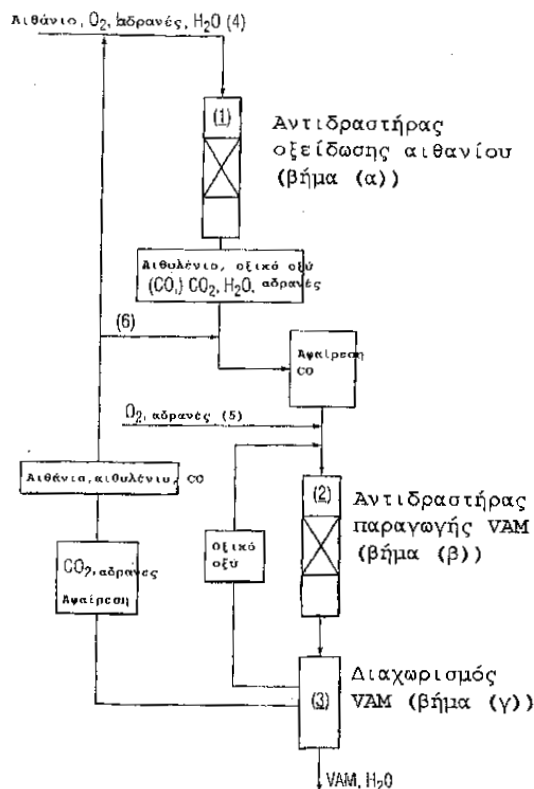 Αιθάνιο, O2, αδρανές, H2O (4)
(1)
Αντιδραστήρας
οξείδωσης αιθανίου
(βήμα (α))
Αιθυλένιο, οξικό οξύ
(CO,) CO2, H2O, αδρανές
(6)
Αφαίρεση
CO
O2, αδρανές (5)
Αιθάνιο, αιθυλένιο, CO
(2)
Αντιδραστήρας
παραγωγής VAM
(βήμα (β))
Οξικό
οξύ
CO2, αδρανές
Αφαίρεση
Διαχωρισμός
VAM (βήμα (γ))
(3)
VAM, H2O